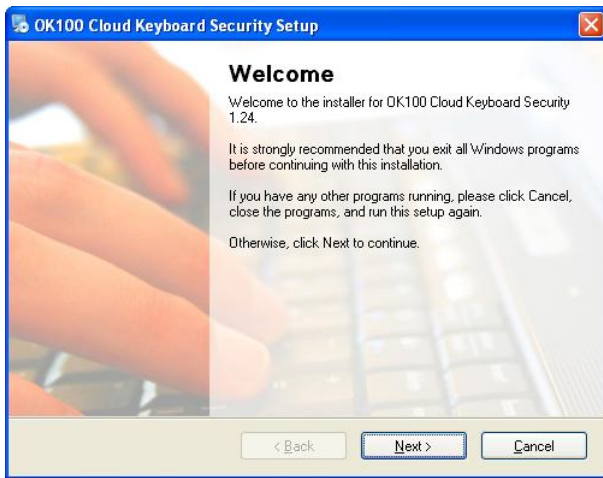 OK100 Cloud Keyboard Security Setup
Welcome
Welcome to the installer for OK100 Cloud Keyboard Security
1.24.
It is strongly recommended that you exit all Windows programs
before continuing with this installation.
If you have any other programs running, please click Cancel,
close the programs, and run this setup again.
Otherwise, click Next to continue.
< Back
Next >
Cancel